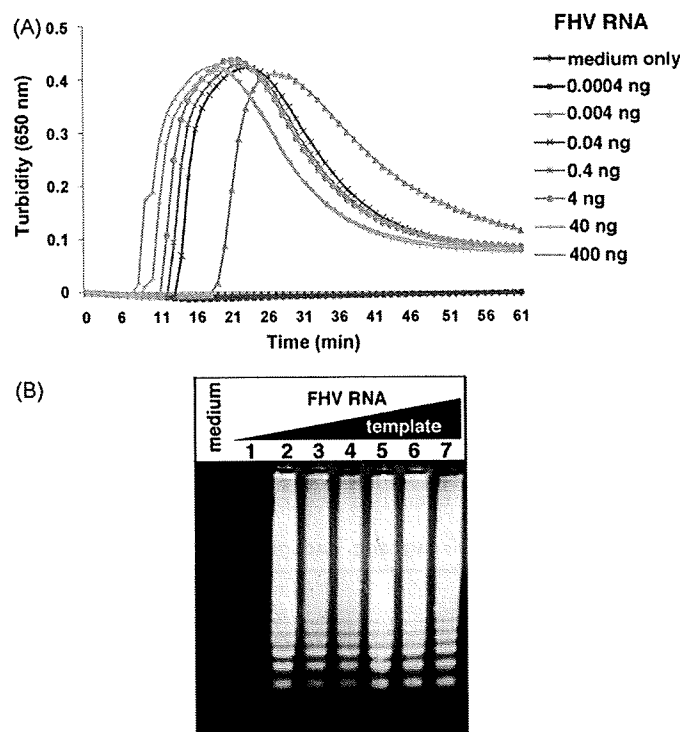 (A)
FHV RNA
0.5
0.4
0.3
0.2
0.1
0
Turbidity (650 nm)
0 6 11 16 21 26 31 36 41 46 51 56 61
Time (min)
medium only
0.0004 ng
0.004 ng
0.04 ng
0.4 ng
4 ng
40 ng
400 ng
(B)
medium
FHV RNA
template
1 2 3 4 5 6 7